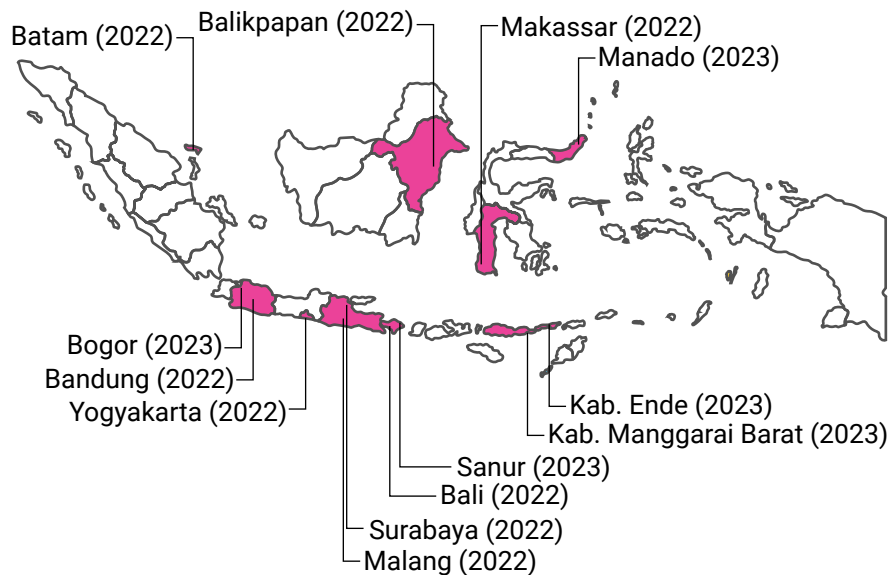 Batam (2022)
Balikpapan (2022)
Makassar (2022)
Manado (2023)
Bogor (2023)
Bandung (2022)
Yogyakarta (2022)
Kab. Ende (2023)
Kab. Manggarai Barat (2023)
Sanur (2023)
Bali (2022)
Surabaya (2022)
Malang (2022)